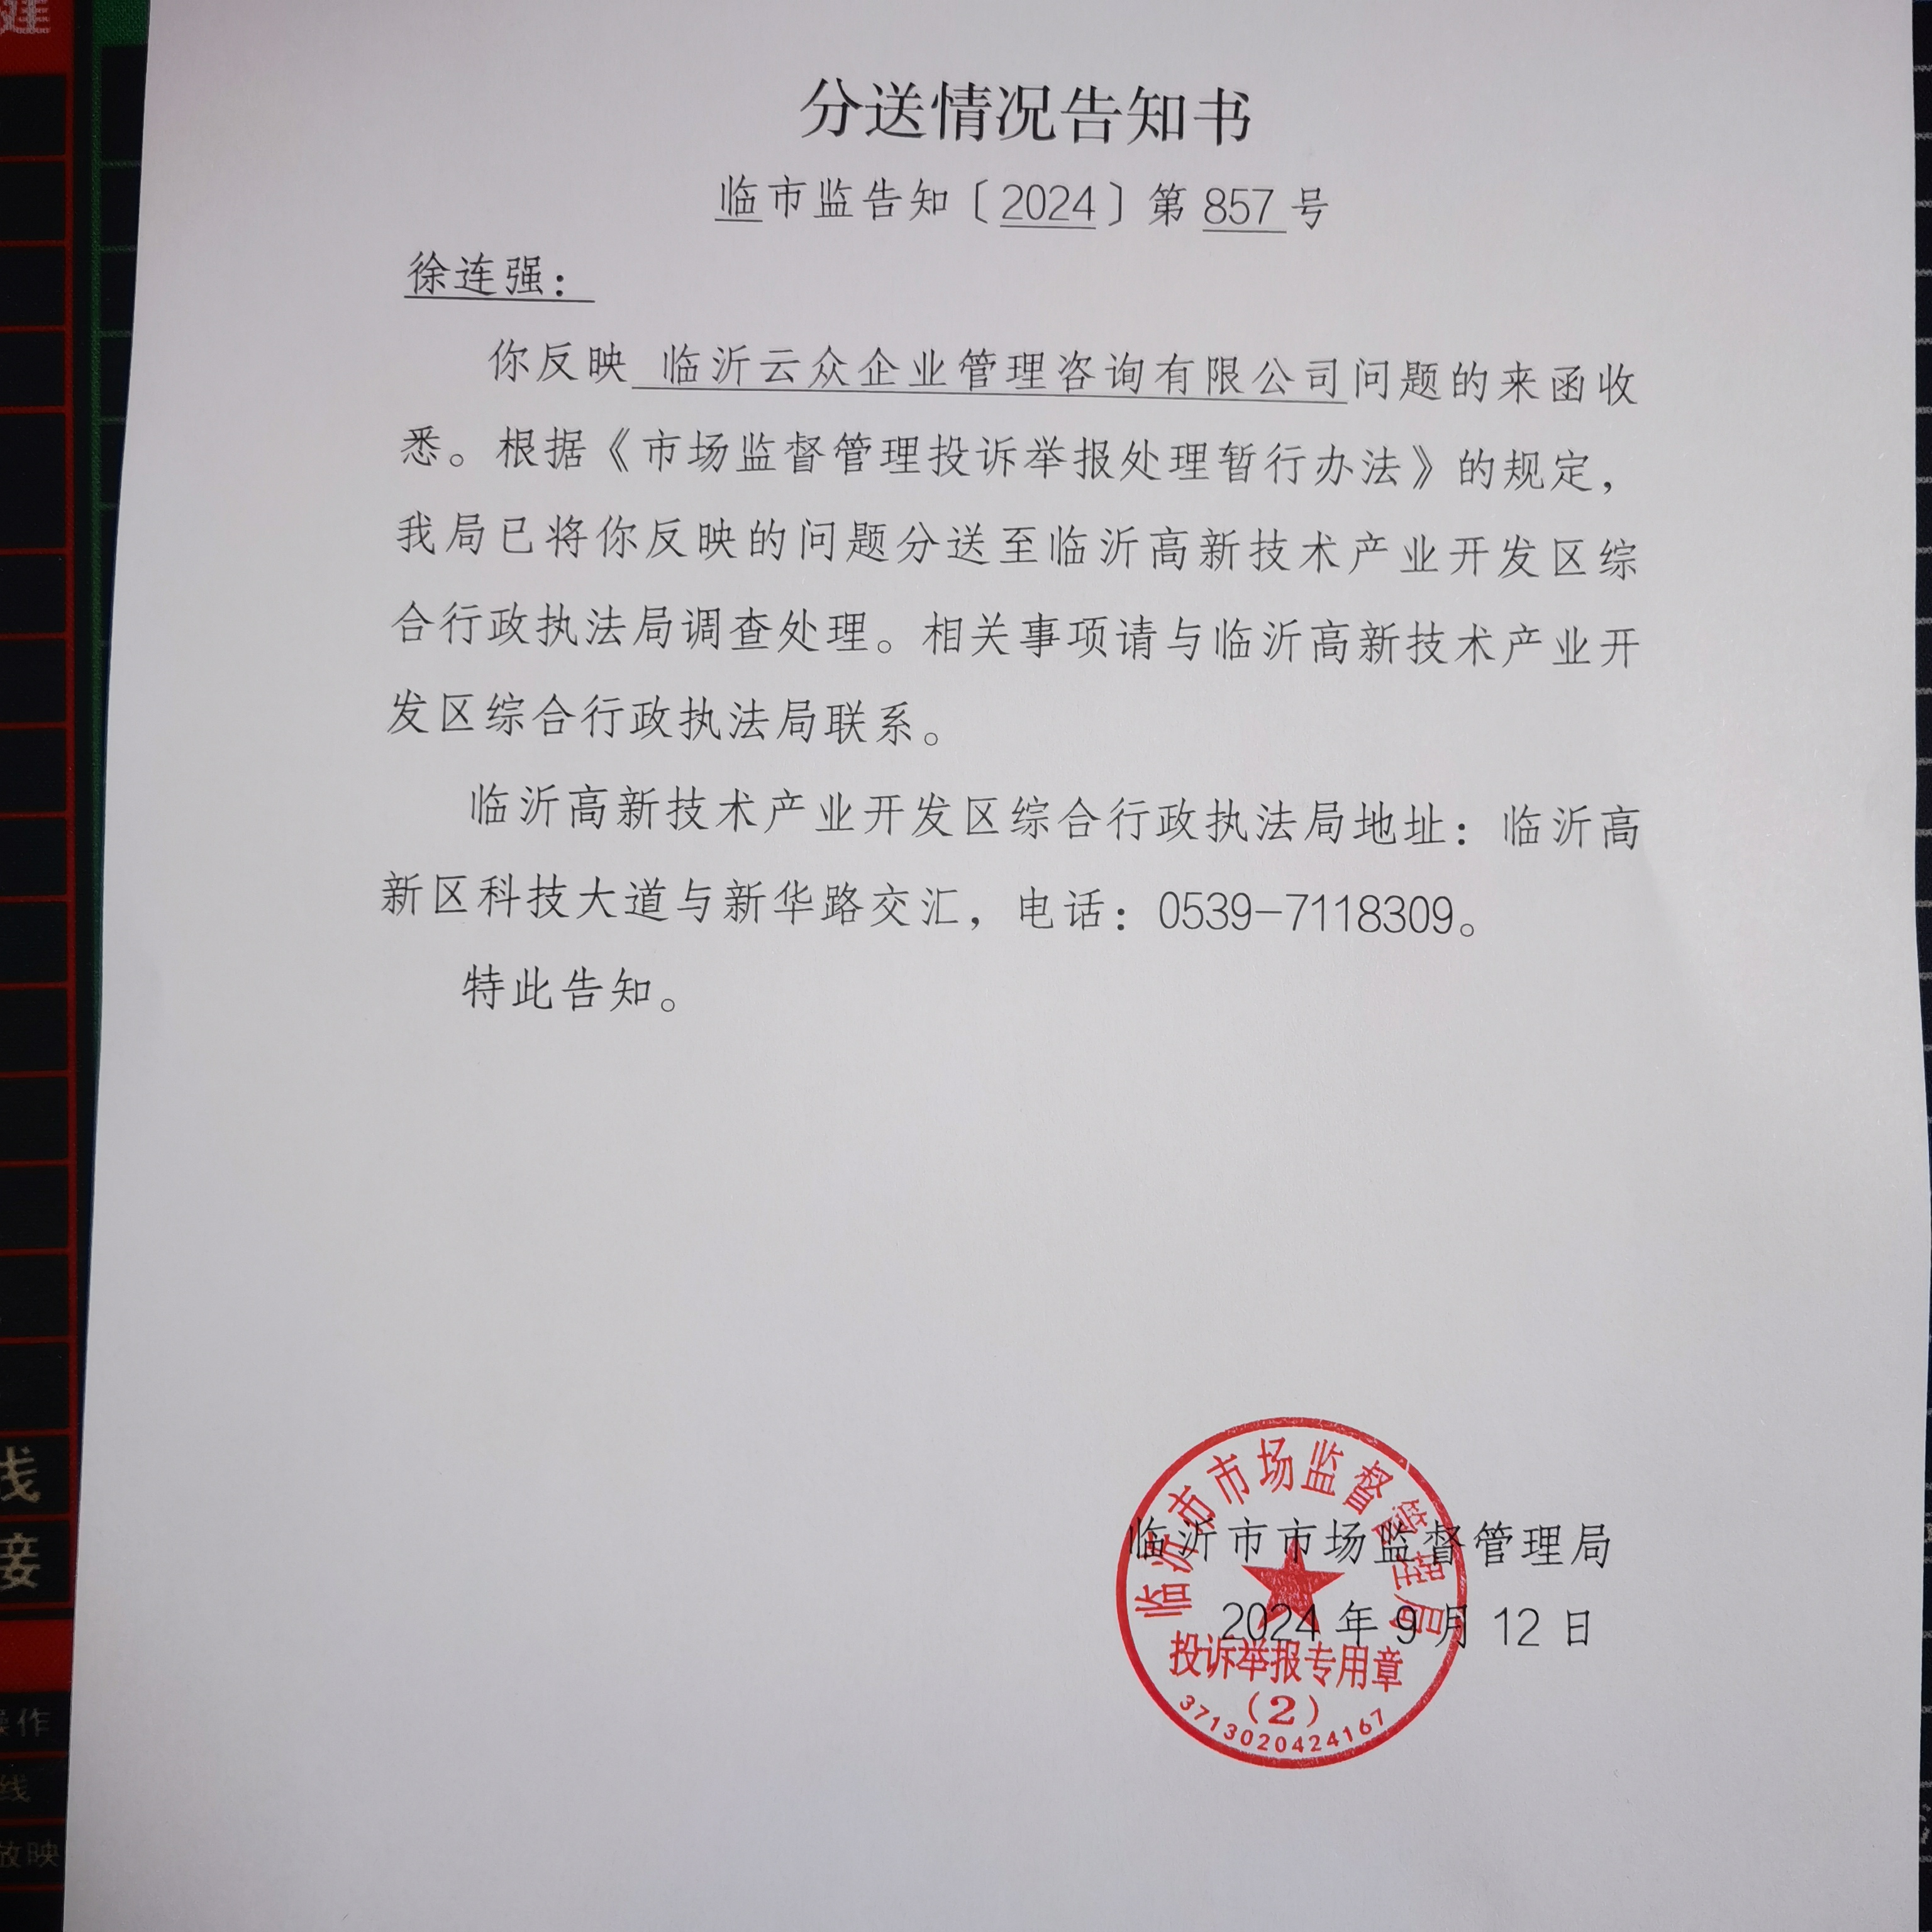 分送情况告知书
临市监告知〔2024〕第 857 号
徐连强：
你反映 临沂云众企业管理咨询有限公司问题的来函收
悉。根据《市场监督管理投诉举报处理暂行办法》的规定，
我局已将你反映的问题分送至临沂高新技术产业开发区综
合行政执法局调查处理。相关事项请与临沂高新技术产业开
发区综合行政执法局联系。
临沂高新技术产业开发区综合行政执法局地址：临沂高
新区科技大道与新华路交汇，电话：0539-7118309。
特此告知。
临沂市市场监督管理局
2024 年 9 月 12 日
临沂市市场监督管理局
投诉举报专用章
（2）
3713020424167
接
操作
线
放映